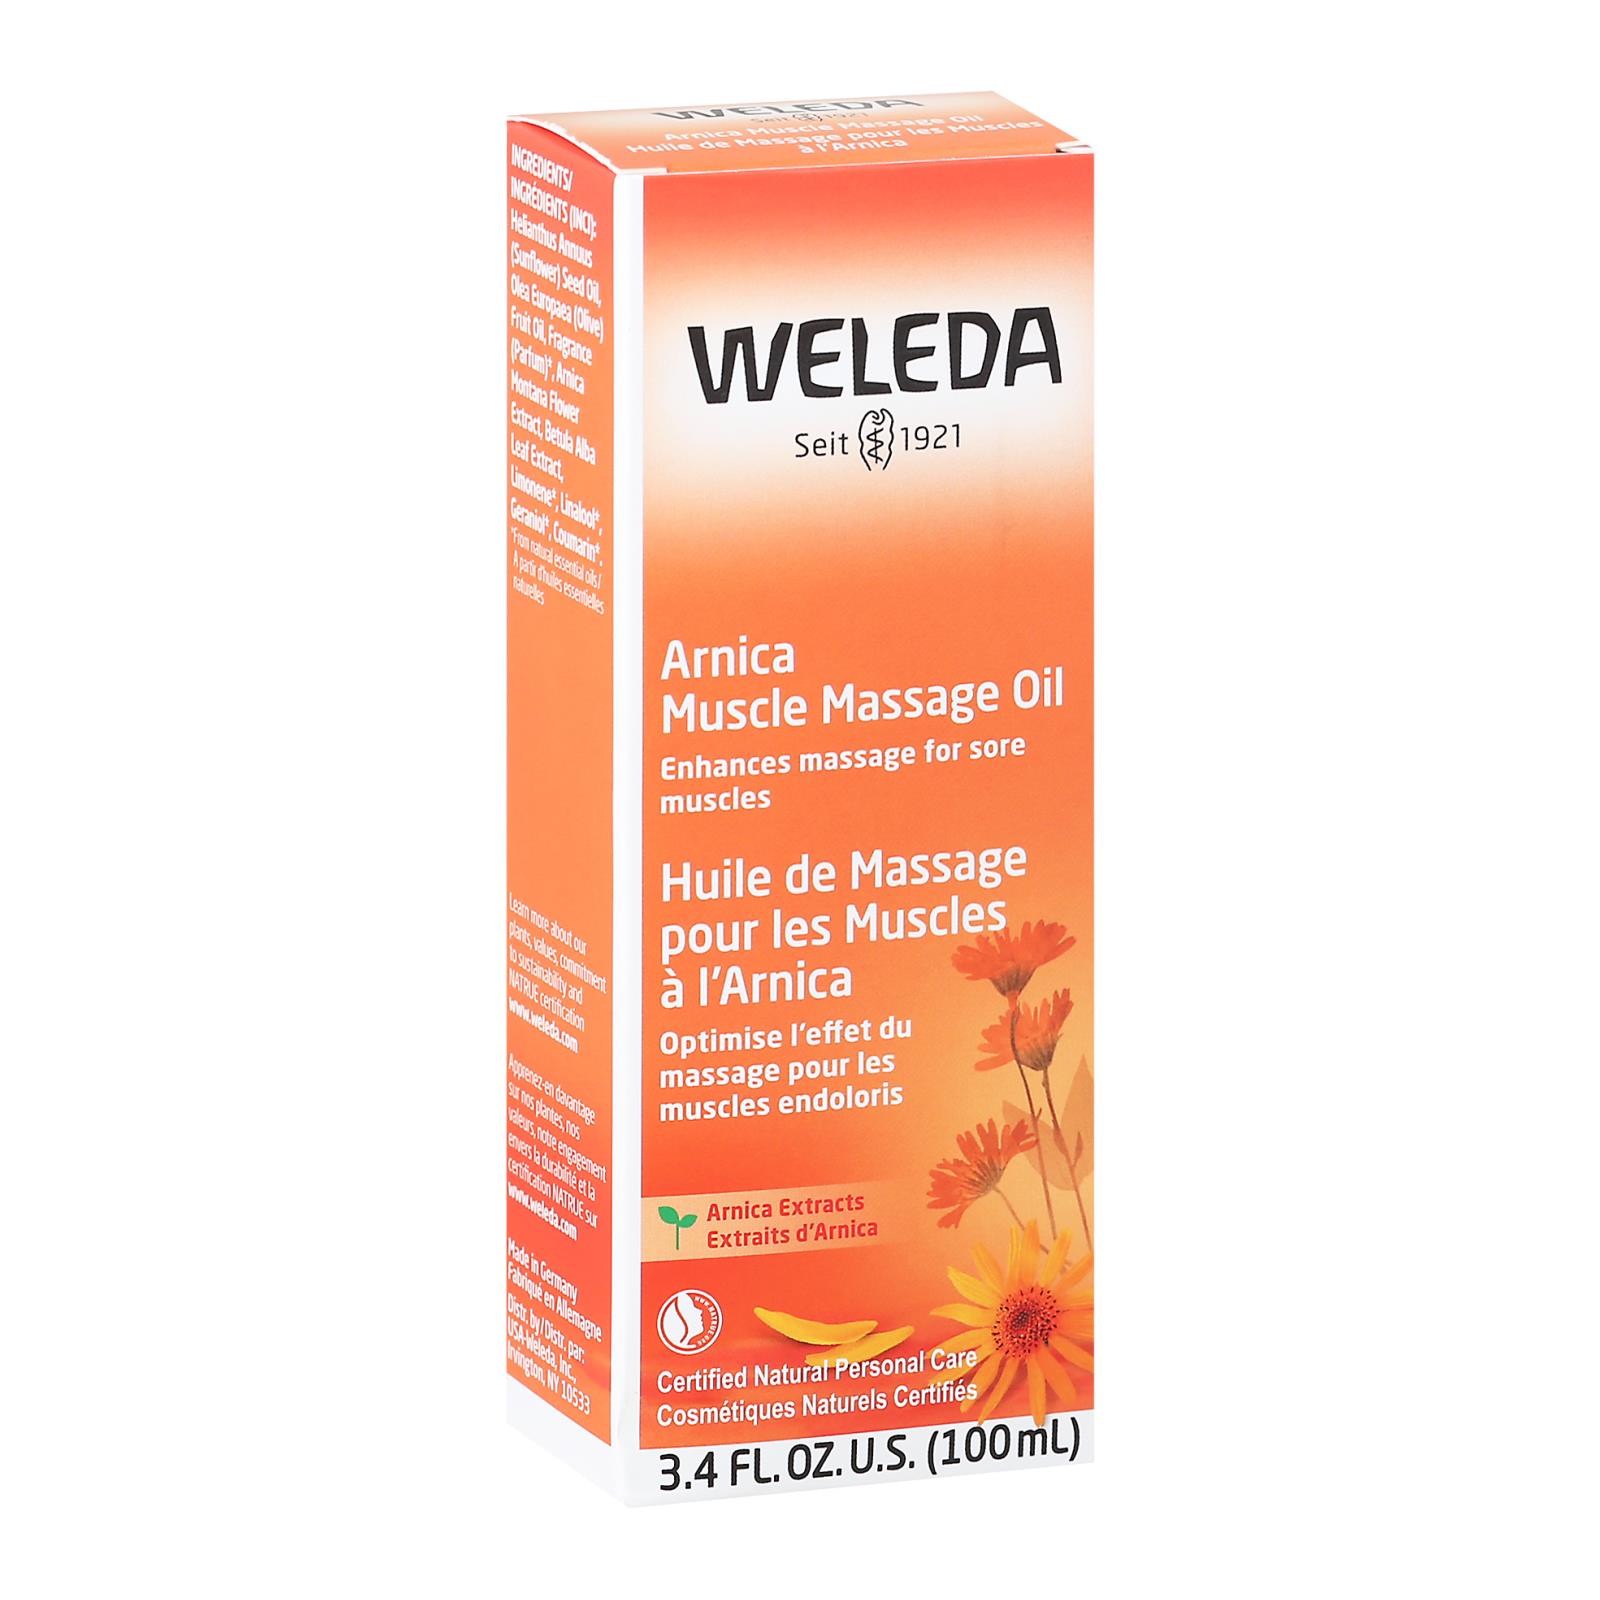 WELEDA
Seit 1921
Arnica Muscle Massage Oil
Huile de Massage pour les Muscles
à l'Arnica
INGREDIENTS/
INGRÉDIENTS (INCI):
Helianthus Annuus
(Sunflower) Seed Oil,
Olea Europaea (Olive)
Fruit Oil, Fragrance
(Parfum)*, Arnica
Montana Flower
Extract, Betula Alba
Leaf Extract,
Limonene*, Linalool*,
Geraniol*, Coumarin*.
*From natural essential oils/
A partir d'huiles essentielles
naturelles
Learn more about our
plants, values, commitment
to sustainability and
NATRUE certification
www.weleda.com
Apprenez-en davantage
sur nos plantes, nos
valeurs, notre engagement
envers la durabilité et la
certification NATRUE sur
www.weleda.com
Made in Germany
Fabriqué en Allemagne
Distr. by/Distr. par:
USA-Weleda, Inc.,
Irvington, NY 10533
WELEDA
Seit 1921
Arnica
Muscle Massage Oil
Enhances massage for sore
muscles
Huile de Massage
pour les Muscles
à l'Arnica
Optimise l'effet du
massage pour les
muscles endoloris
Arnica Extracts
Extraits d'Arnica
www.NATRUE.org
Certified Natural Personal Care
Cosmétiques Naturels Certifiés
3.4 FL. OZ. U.S. (100 mL)